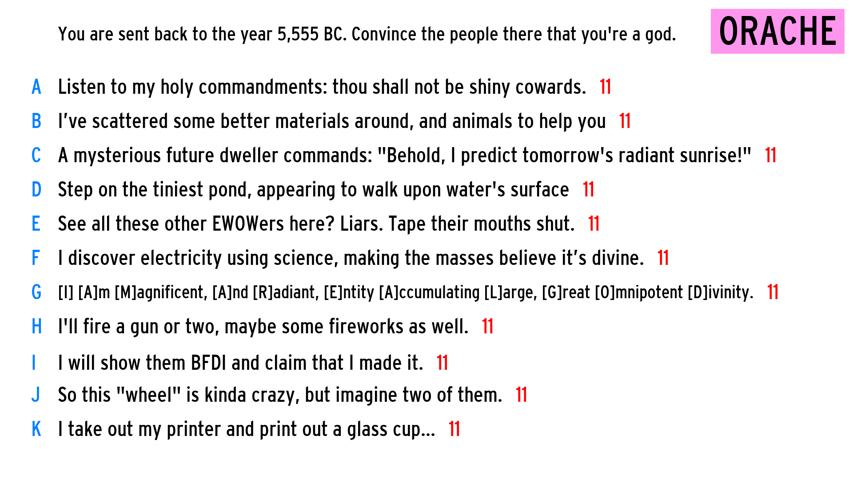 You are sent back to the year 5,555 BC. Convince the people there that you're a god.
ORACHE
A Listen to my holy commandments: thou shall not be shiny cowards. 11
B I’ve scattered some better materials around, and animals to help you 11
C A mysterious future dweller commands: "Behold, I predict tomorrow's radiant sunrise!" 11
D Step on the tiniest pond, appearing to walk upon water's surface 11
E See all these other EWOWers here? Liars. Tape their mouths shut. 11
F I discover electricity using science, making the masses believe it’s divine. 11
G [I] [A]m [M]agnificent, [A]nd [R]adiant, [E]ntity [A]ccumulating [L]arge, [G]reat [O]mnipotent [D]ivinity. 11
H I'll fire a gun or two, maybe some fireworks as well. 11
I I will show them BFDI and claim that I made it. 11
J So this "wheel" is kinda crazy, but imagine two of them. 11
K I take out my printer and print out a glass cup... 11